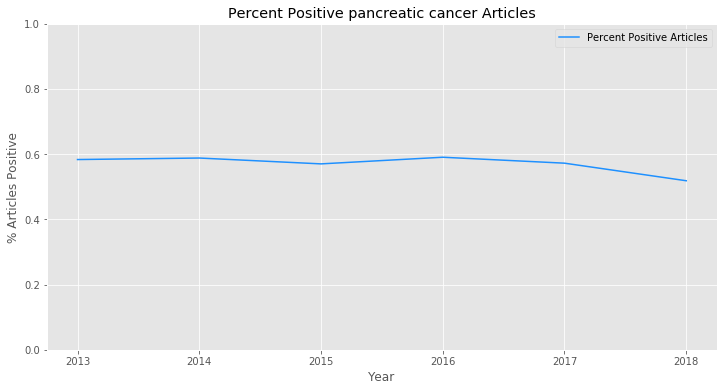 Percent Positive pancreatic cancer Articles
Percent Positive Articles
% Articles Positive
1.0
0.8
0.6
0.4
0.2
0.0
2013 2014 2015 2016 2017 2018
Year